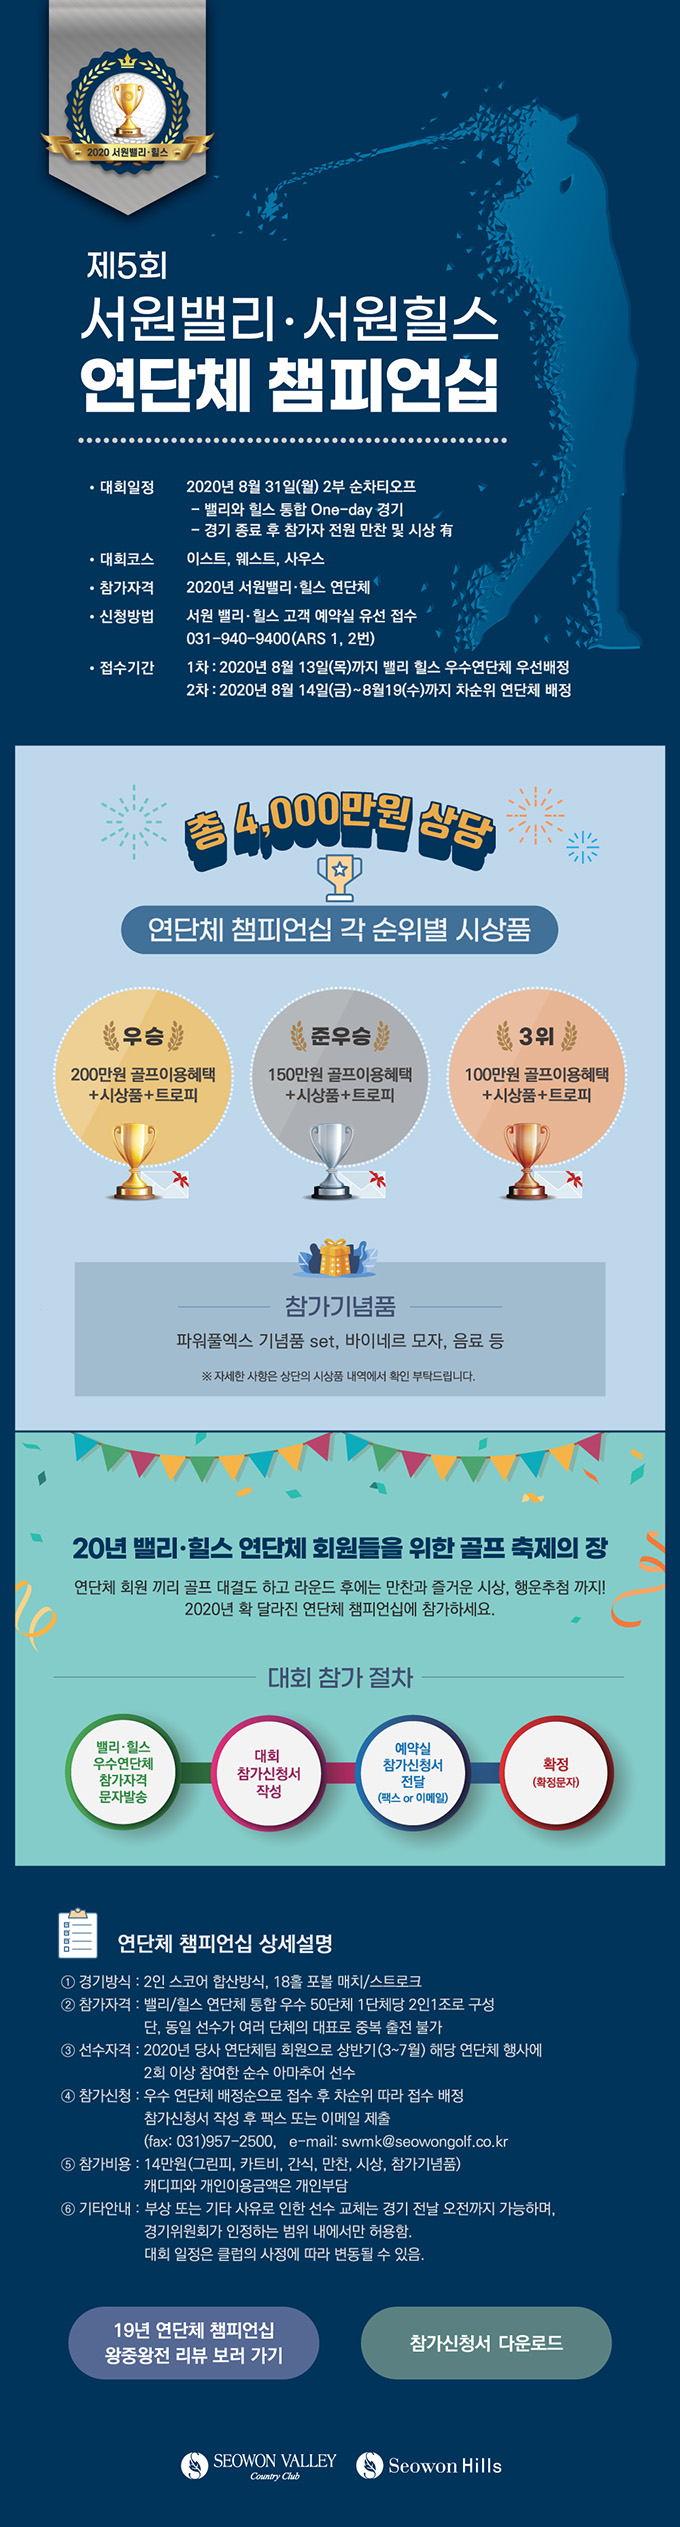 2020 서원밸리·힐스
제5회
서원밸리·서원힐스
연단체 챔피언십
• 대회일정 2020년 8월 31일(월) 2부 순차티오프
- 밸리와 힐스 통합 One-day 경기
- 경기 종료 후 참가자 전원 만찬 및 시상 有
• 대회코스 이스트, 웨스트, 사우스
• 참가자격 2020년 서원밸리·힐스 연단체
• 신청방법 서원 밸리·힐스 고객 예약실 유선 접수
031-940-9400(ARS 1, 2번)
• 접수기간 1차 : 2020년 8월 13일(목)까지 밸리 힐스 우수연단체 우선배정
2차 : 2020년 8월 14일(금)~8월19(수)까지 차순위 연단체 배정
총 4,000만원 상당
연단체 챔피언십 각 순위별 시상품
우승
200만원 골프이용혜택
+시상품+트로피
준우승
150만원 골프이용혜택
+시상품+트로피
3위
100만원 골프이용혜택
+시상품+트로피
참가기념품
파워풀엑스 기념품 set, 바이네르 모자, 음료 등
※ 자세한 사항은 상단의 시상품 내역에서 확인 부탁드립니다.
20년 밸리·힐스 연단체 회원들을 위한 골프 축제의 장
연단체 회원 끼리 골프 대결도 하고 라운드 후에는 만찬과 즐거운 시상, 행운추첨 까지!
2020년 확 달라진 연단체 챔피언십에 참가하세요.
대회 참가 절차
밸리·힐스
우수연단체
참가자격
문자발송
대회
참가신청서
작성
예약실
참가신청서
전달
(팩스 or 이메일)
확정
(확정문자)
연단체 챔피언십 상세설명
① 경기방식 : 2인 스코어 합산방식, 18홀 포볼 매치/스트로크
② 참가자격 : 밸리/힐스 연단체 통합 우수 50단체 1단체당 2인1조로 구성
단, 동일 선수가 여러 단체의 대표로 중복 출전 불가
③ 선수자격 : 2020년 당사 연단체팀 회원으로 상반기(3~7월) 해당 연단체 행사에
2회 이상 참여한 순수 아마추어 선수
④ 참가신청 : 우수 연단체 배정순으로 접수 후 차순위 따라 접수 배정
참가신청서 작성 후 팩스 또는 이메일 제출
(fax: 031)957-2500, e-mail: swmk@seowongolf.co.kr
⑤ 참가비용 : 14만원(그린피, 카트비, 간식, 만찬, 시상, 참가기념품)
캐디피와 개인이용금액은 개인부담
⑥ 기타안내 : 부상 또는 기타 사유로 인한 선수 교체는 경기 전날 오전까지 가능하며,
경기위원회가 인정하는 범위 내에서만 허용함.
대회 일정은 클럽의 사정에 따라 변동될 수 있음.
19년 연단체 챔피언십
왕중왕전 리뷰 보러 가기
참가신청서 다운로드
SEOWON VALLEY
Country Club
Seowon Hills